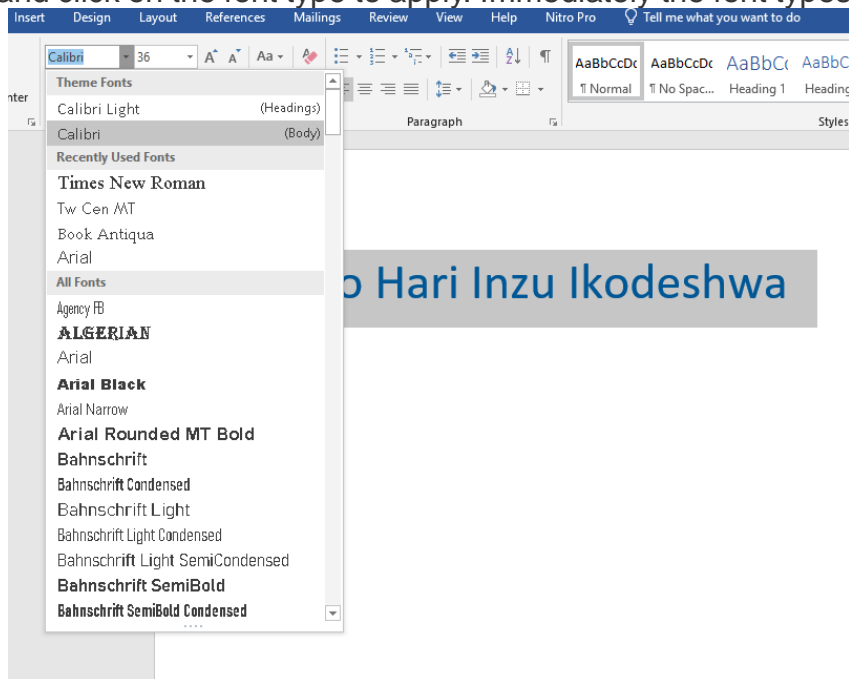 and click on the font type to apply. Immediately the font types
Insert Design Layout References Mailings Review View Help Nitro Pro Tell me what you want to do
Calibri 36 Aa
AaBbCcDc AaBbCcDc AaBbCc AaBbC
¶ Normal ¶ No Spac... Heading 1 Heading
nter
Paragraph Styles
Theme Fonts
Calibri Light (Headings)
Calibri (Body)
Recently Used Fonts
Times New Roman
Tw Cen MT
Book Antiqua
Arial
All Fonts
Agency FB
ALGERIAN
Arial
Arial Black
Arial Narrow
Arial Rounded MT Bold
Bahnschrift
Bahnschrift Condensed
Bahnschrift Light
Bahnschrift Light Condensed
Bahnschrift Light SemiCondensed
Bahnschrift SemiBold
Bahnschrift SemiBold Condensed
o Hari Inzu Ikodeshwa